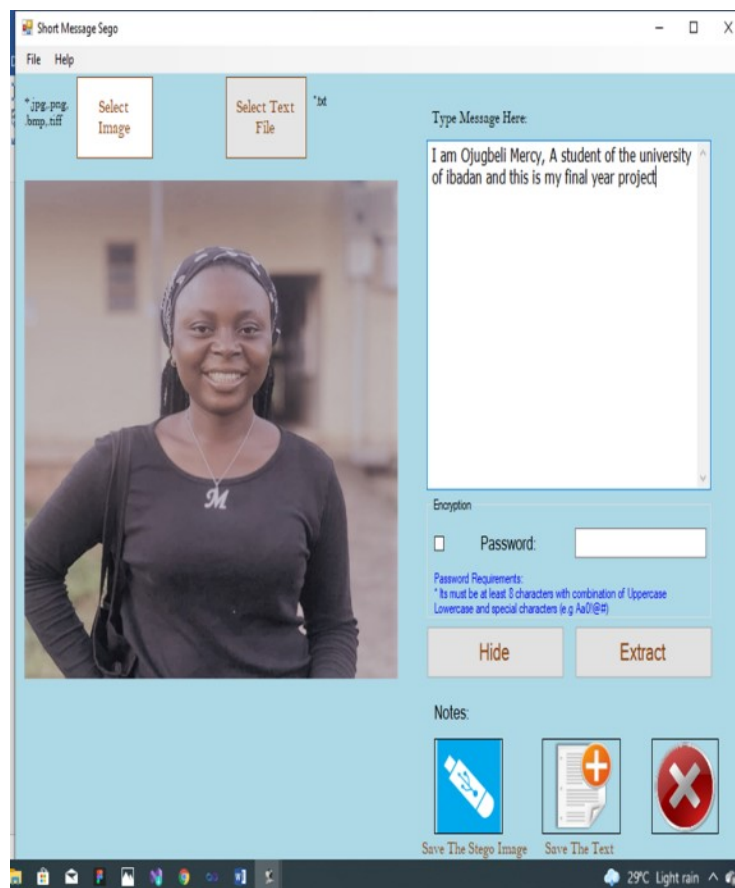 Short Message Sego
File Help
*.jpg,.png,
.bmp,.tiff
Select
Image
Select Text
File
*.txt
Type Message Here:
I am Ojugbeli Mercy, A student of the university
of ibadan and this is my final year project
M
Encryption
Password:
Password Requirements:
* Its must be at least 8 characters with combination of Uppercase
Lowercase and special characters (e.g Aa0!@#)
Hide
Extract
Notes:
Save The Stego Image
Save The Text
29°C Light rain